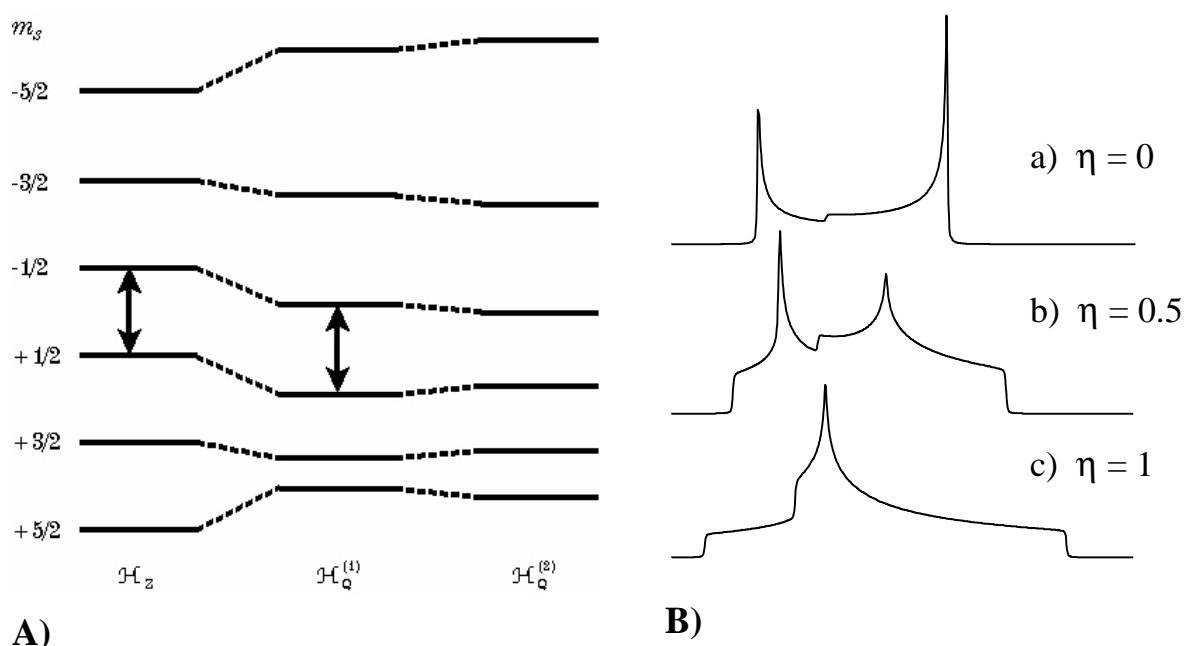 m_s
-5/2
-3/2
-1/2
+1/2
+3/2
+5/2
ℋ_z ℋ_Q^(1) ℋ_Q^(2)
A)
a) η = 0
b) η = 0.5
c) η = 1
B)